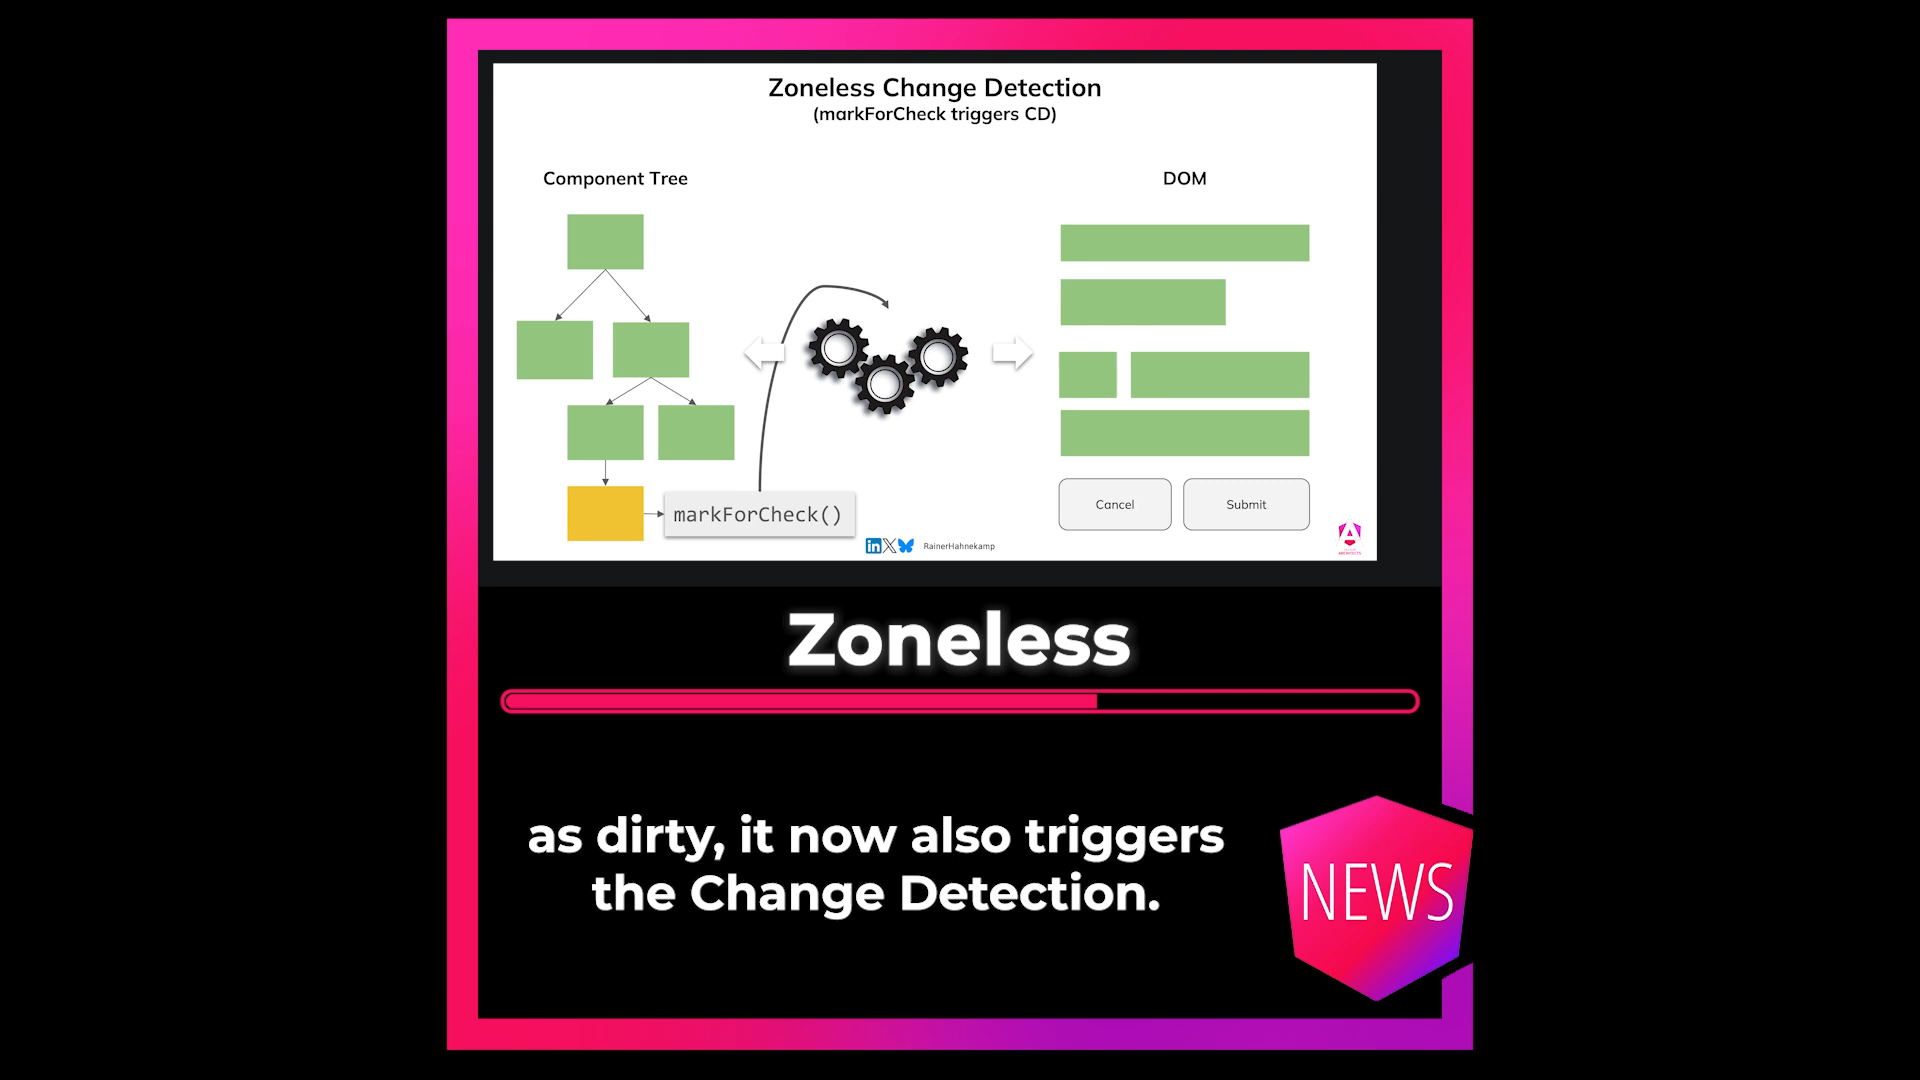 Zoneless Change Detection
(markForCheck triggers CD)
Component Tree
DOM
markForCheck()
Cancel
Submit
RainerHahnekamp
ARCHITECTS
Zoneless
as dirty, it now also triggers
the Change Detection.
NEWS